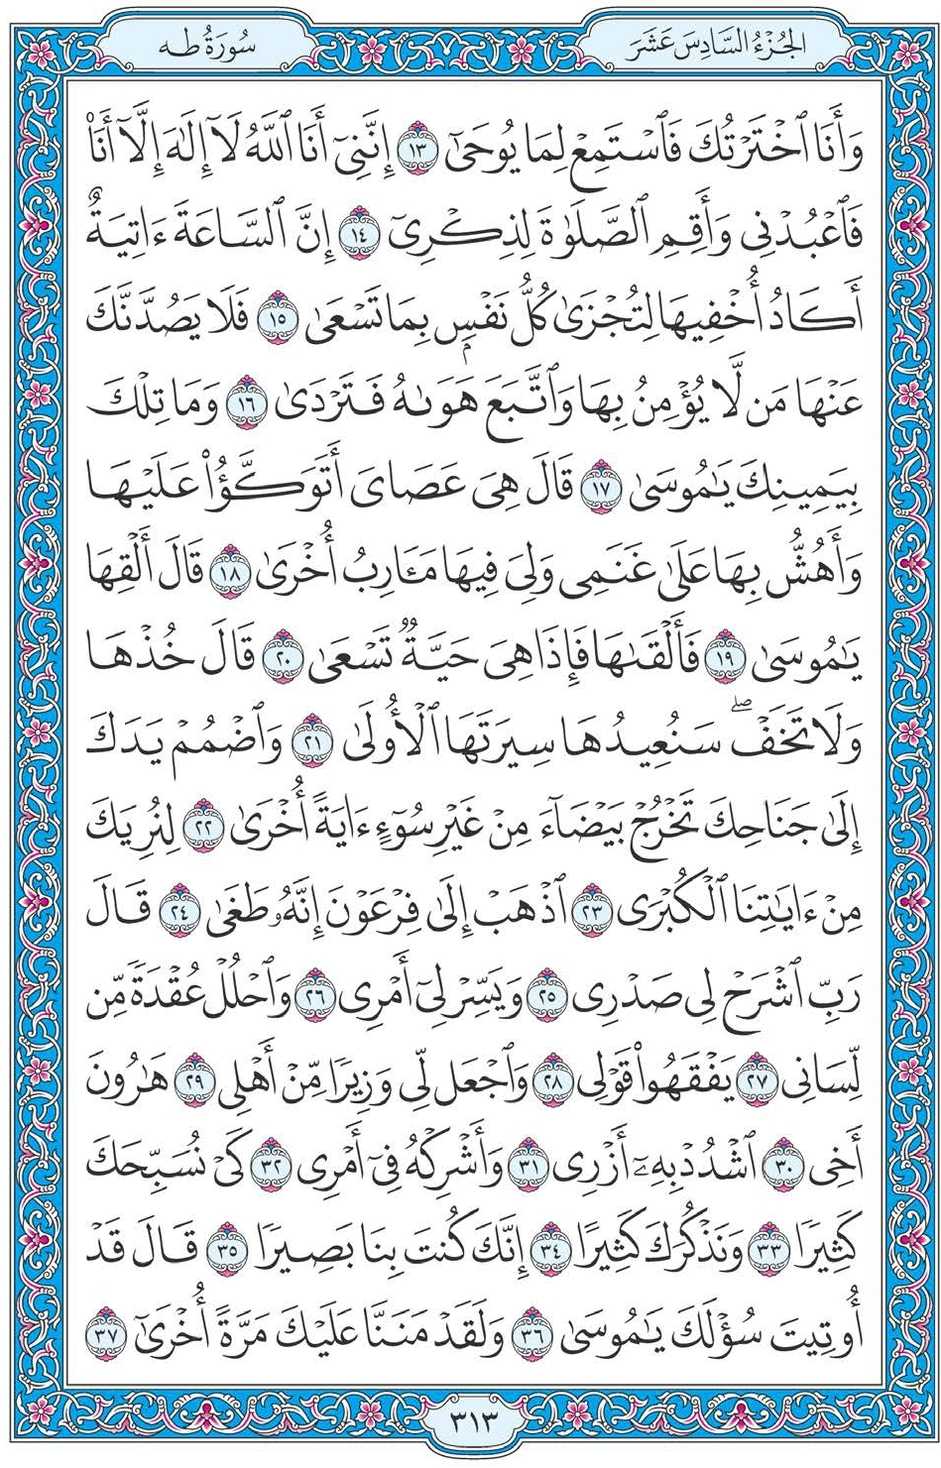 الجُزْءُ السَّادِسَ عَشَرَ
سُورَةُ طه
وَأَنَا ٱخْتَرْتُكَ فَٱسْتَمِعْ لِمَا يُوحَىٰٓ ١٣ إِنَّنِىٓ أَنَا ٱللَّهُ لَآ إِلَٰهَ إِلَّآ أَنَا۠
فَٱعْبُدْنِى وَأَقِمِ ٱلصَّلَوٰةَ لِذِكْرِىٓ ١٤ إِنَّ ٱلسَّاعَةَ ءَاتِيَةٌ
أَكَادُ أُخْفِيهَا لِتُجْزَىٰ كُلُّ نَفْسٍۭ بِمَا تَسْعَىٰ ١٥ فَلَا يَصُدَّنَّكَ
عَنْهَا مَن لَّا يُؤْمِنُ بِهَا وَٱتَّبَعَ هَوَىٰهُ فَتَرْدَىٰ ١٦ وَمَا تِلْكَ
بِيَمِينِكَ يَٰمُوسَىٰ ١٧ قَالَ هِىَ عَصَاىَ أَتَوَكَّؤُا۟ عَلَيْهَا
وَأَهُشُّ بِهَا عَلَىٰ غَنَمِى وَلِىَ فِيهَا مَـَٔارِبُ أُخْرَىٰ ١٨ قَالَ أَلْقِهَا
يَٰمُوسَىٰ ١٩ فَأَلْقَىٰهَا فَإِذَا هِىَ حَيَّةٌ تَسْعَىٰ ٢٠ قَالَ خُذْهَا
وَلَا تَخَفْ ۖ سَنُعِيدُهَا سِيرَتَهَا ٱلْأُولَىٰ ٢١ وَٱضْمُمْ يَدَكَ
إِلَىٰ جَنَاحِكَ تَخْرُجْ بَيْضَآءَ مِنْ غَيْرِ سُوٓءٍ ءَايَةً أُخْرَىٰ ٢٢ لِنُرِيَكَ
مِنْ ءَايَٰتِنَا ٱلْكُبْرَى ٢٣ ٱذْهَبْ إِلَىٰ فِرْعَوْنَ إِنَّهُۥ طَغَىٰ ٢٤ قَالَ
رَبِّ ٱشْرَحْ لِى صَدْرِى ٢٥ وَيَسِّرْ لِىٓ أَمْرِى ٢٦ وَٱحْلُلْ عُقْدَةً مِّن
لِّسَانِى ٢٧ يَفْقَهُوا۟ قَوْلِى ٢٨ وَٱجْعَل لِّى وَزِيرًا مِّنْ أَهْلِى ٢٩ هَٰرُونَ
أَخِى ٣٠ ٱشْدُدْ بِهِۦٓ أَزْرِى ٣١ وَأَشْرِكْهُ فِىٓ أَمْرِى ٣٢ كَىْ نُسَبِّحَكَ
كَثِيرًا ٣٣ وَنَذْكُرَكَ كَثِيرًا ٣٤ إِنَّكَ كُنتَ بِنَا بَصِيرًا ٣٥ قَالَ قَدْ
أُوتِيتَ سُؤْلَكَ يَٰمُوسَىٰ ٣٦ وَلَقَدْ مَنَنَّا عَلَيْكَ مَرَّةً أُخْرَىٰٓ ٣٧
٣١٣